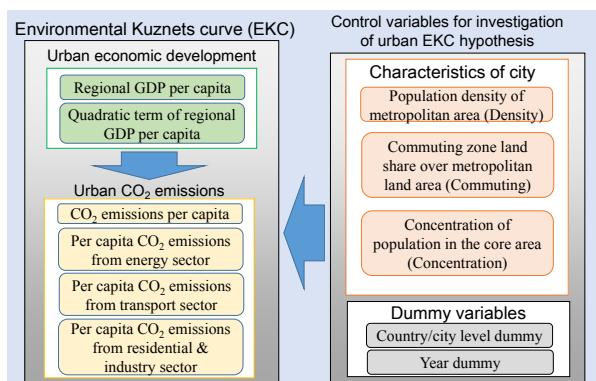 Environmental Kuznets curve (EKC)
Urban economic development
Regional GDP per capita
Quadratic term of regional
GDP per capita
Urban CO₂ emissions
CO₂ emissions per capita
Per capita CO₂ emissions
from energy sector
Per capita CO₂ emissions
from transport sector
Per capita CO₂ emissions
from residential &
industry sector
Control variables for investigation
of urban EKC hypothesis
Characteristics of city
Population density of
metropolitan area (Density)
Commuting zone land
share over metropolitan
land area (Commuting)
Concentration of
population in the core area
(Concentration)
Dummy variables
Country/city level dummy
Year dummy